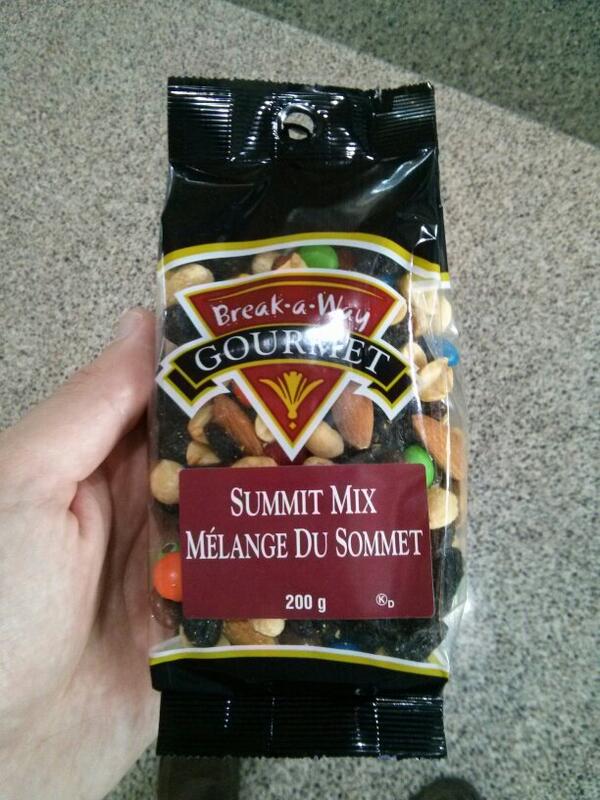 Break-a-Way
GOURMET
SUMMIT MIX
MÉLANGE DU SOMMET
200 g
K D